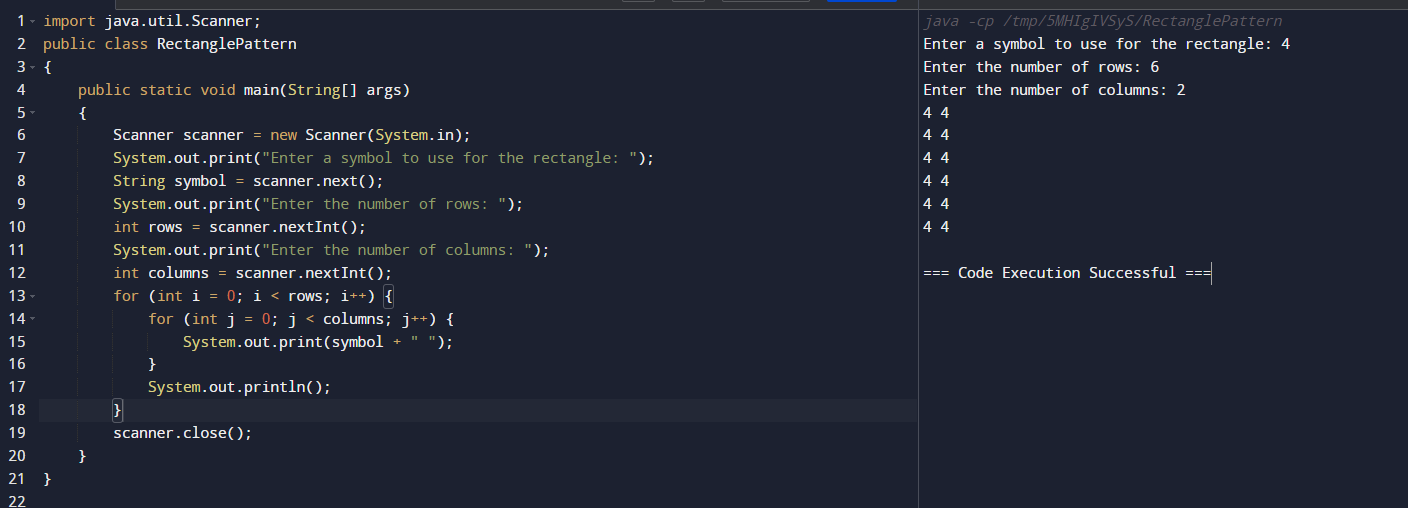 1 import java.util.Scanner;
2 public class RectanglePattern
3 {
4     public static void main(String[] args)
5     {
6         Scanner scanner = new Scanner(System.in);
7         System.out.print("Enter a symbol to use for the rectangle: ");
8         String symbol = scanner.next();
9         System.out.print("Enter the number of rows: ");
10         int rows = scanner.nextInt();
11         System.out.print("Enter the number of columns: ");
12         int columns = scanner.nextInt();
13         for (int i = 0; i < rows; i++) {
14             for (int j = 0; j < columns; j++) {
15                 System.out.print(symbol + " ");
16             }
17             System.out.println();
18         }
19         scanner.close();
20     }
21 }
22
java -cp /tmp/5MHIgIVSyS/RectanglePattern
Enter a symbol to use for the rectangle: 4
Enter the number of rows: 6
Enter the number of columns: 2
4 4
4 4
4 4
4 4
4 4
4 4
=== Code Execution Successful ===